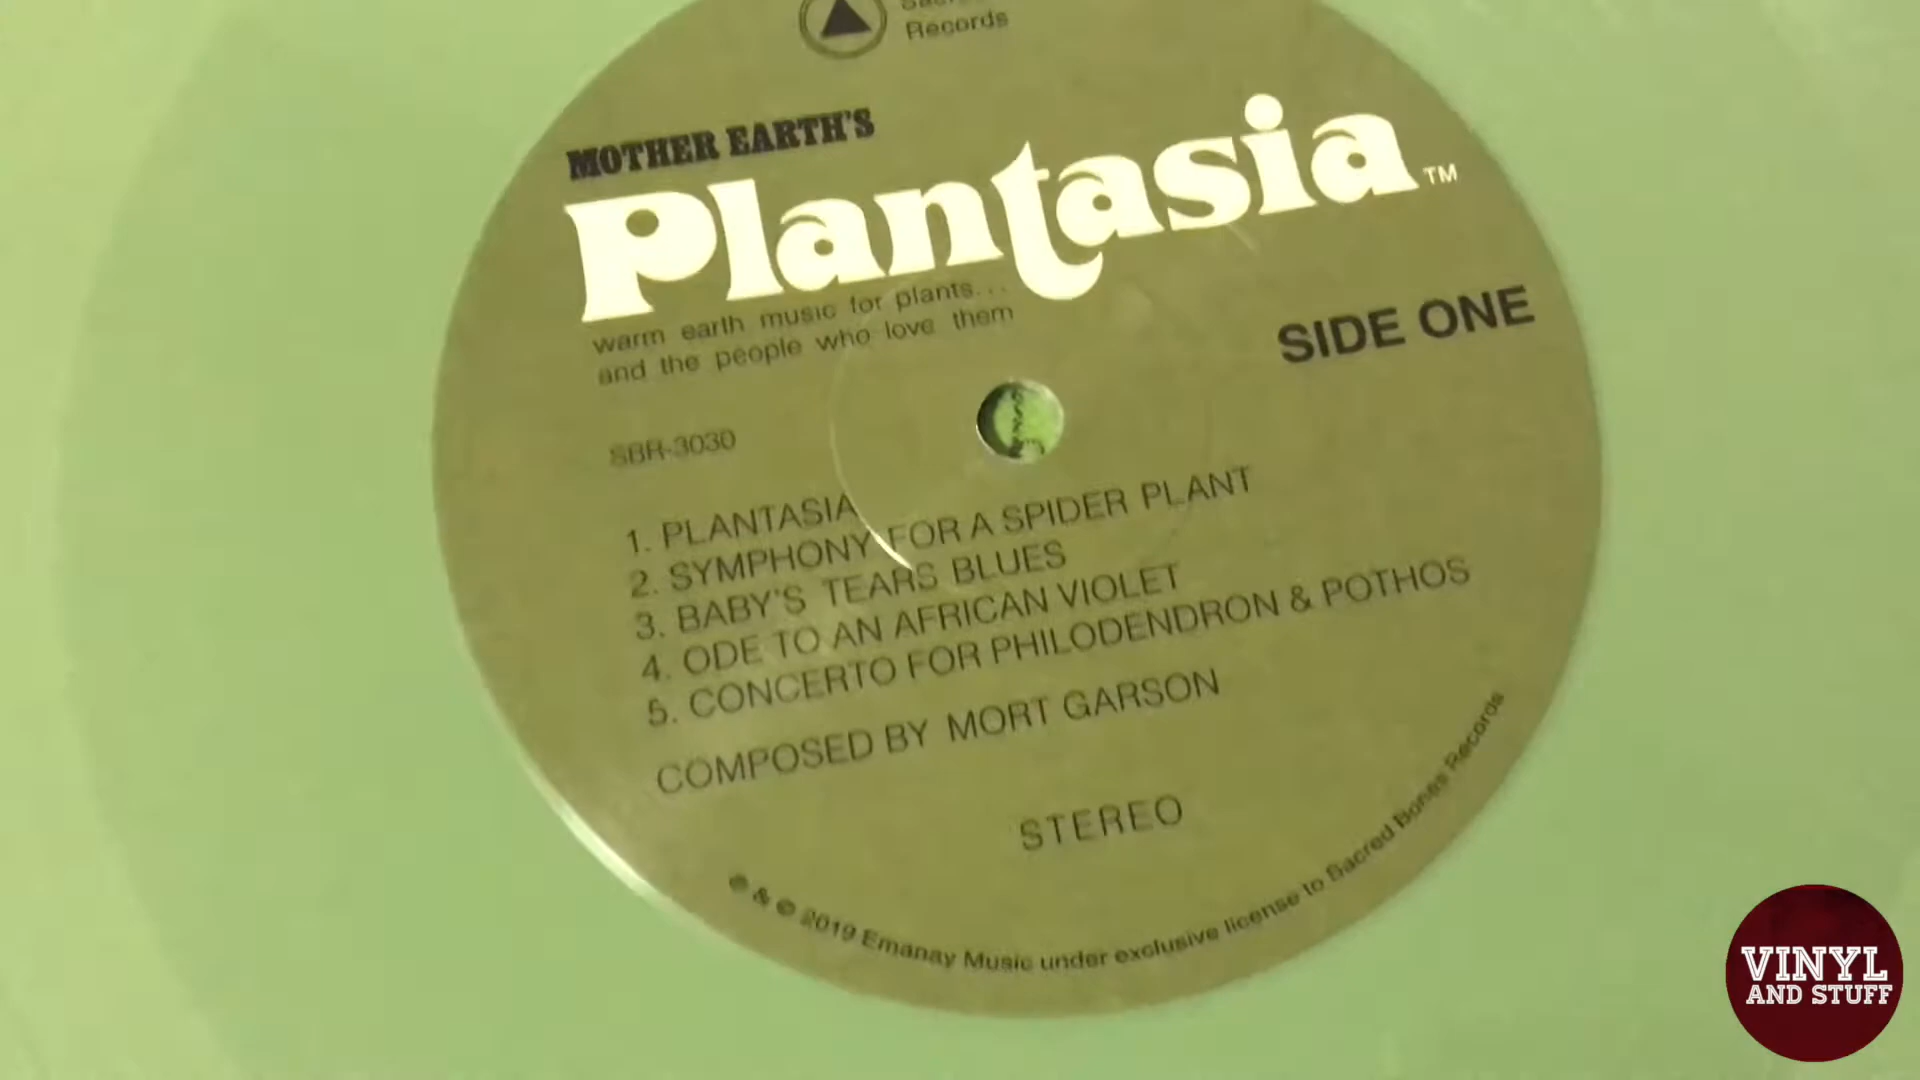 Records
MOTHER EARTH'S
Plantasia™
warm earth music for plants...
and the people who love them
SIDE ONE
SBR-3030
1. PLANTASIA
2. SYMPHONY FOR A SPIDER PLANT
3. BABY'S TEARS BLUES
4. ODE TO AN AFRICAN VIOLET
5. CONCERTO FOR PHILODENDRON & POTHOS
COMPOSED BY MORT GARSON
STEREO
℗ & © 2019 Emanay Music under exclusive license to Sacred Bones Records
VINYL
AND STUFF